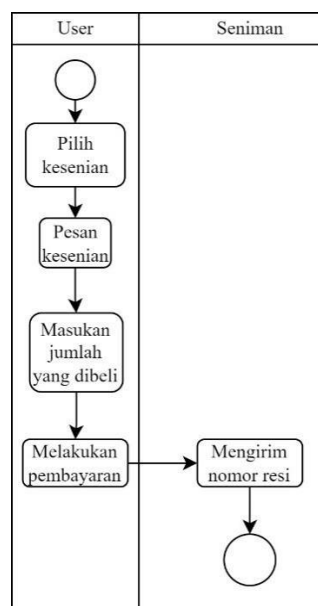 User
Seniman
Pilih
kesenian
Pesan
kesenian
Masukan
jumlah
yang dibeli
Melakukan
pembayaran
Mengirim
nomor resi